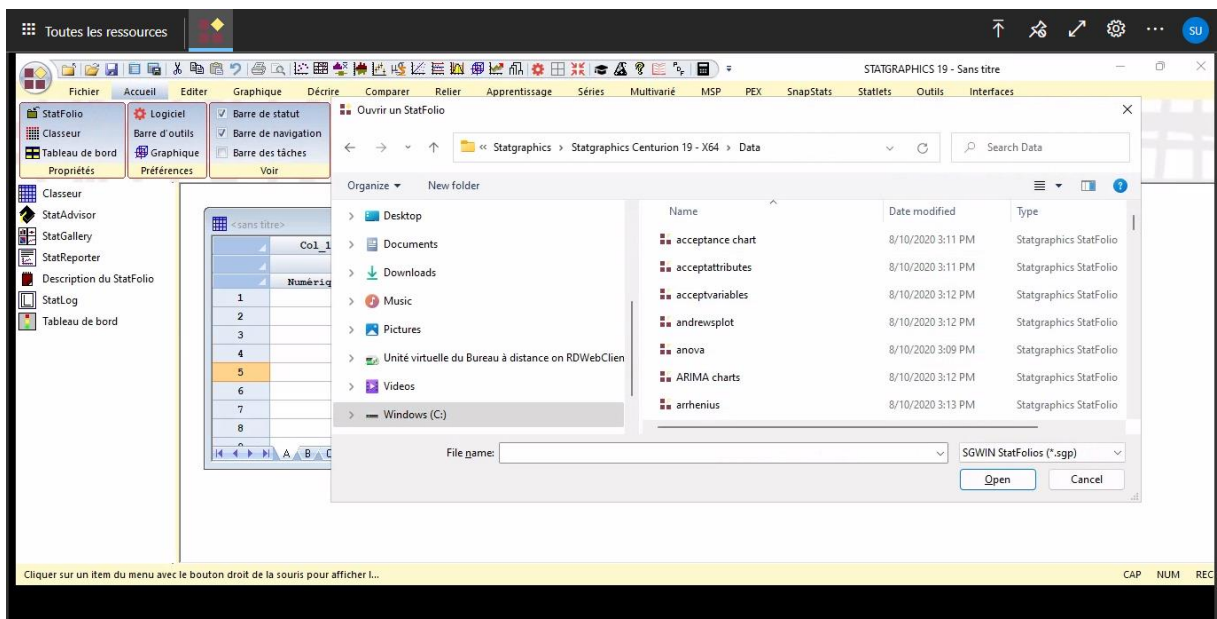 Toutes les ressources
SU
STATGRAPHICS 19 - Sans titre
Fichier Accueil Editer Graphique Décrire Comparer Relier Apprentissage Séries Multivarié MSP PEX SnapStats Statlets Outils Interfaces
StatFolio Logiciel Barre de statut
Classeur Barre d'outils Barre de navigation
Tableau de bord Graphique Barre des tâches
Propriétés Préférences Voir
Ouvrir un StatFolio
« Statgraphics › Statgraphics Centurion 19 - X64 › Data
Search Data
Organize New folder
Classeur
StatAdvisor
StatGallery
StatReporter
Description du StatFolio
StatLog
Tableau de bord
<sans titre>
Col_1
Numériq
1
2
3
4
5
6
7
8
A B C
Desktop
Documents
Downloads
Music
Pictures
Unité virtuelle du Bureau à distance on RDWebClien
Videos
Windows (C:)
Name Date modified Type
acceptance chart 8/10/2020 3:11 PM Statgraphics StatFolio
acceptattributes 8/10/2020 3:11 PM Statgraphics StatFolio
acceptvariables 8/10/2020 3:12 PM Statgraphics StatFolio
andrewsplot 8/10/2020 3:12 PM Statgraphics StatFolio
anova 8/10/2020 3:09 PM Statgraphics StatFolio
ARIMA charts 8/10/2020 3:12 PM Statgraphics StatFolio
arrhenius 8/10/2020 3:13 PM Statgraphics StatFolio
File name: SGWIN StatFolios (*.sgp)
Open Cancel
Cliquer sur un item du menu avec le bouton droit de la souris pour afficher l...
CAP NUM REC